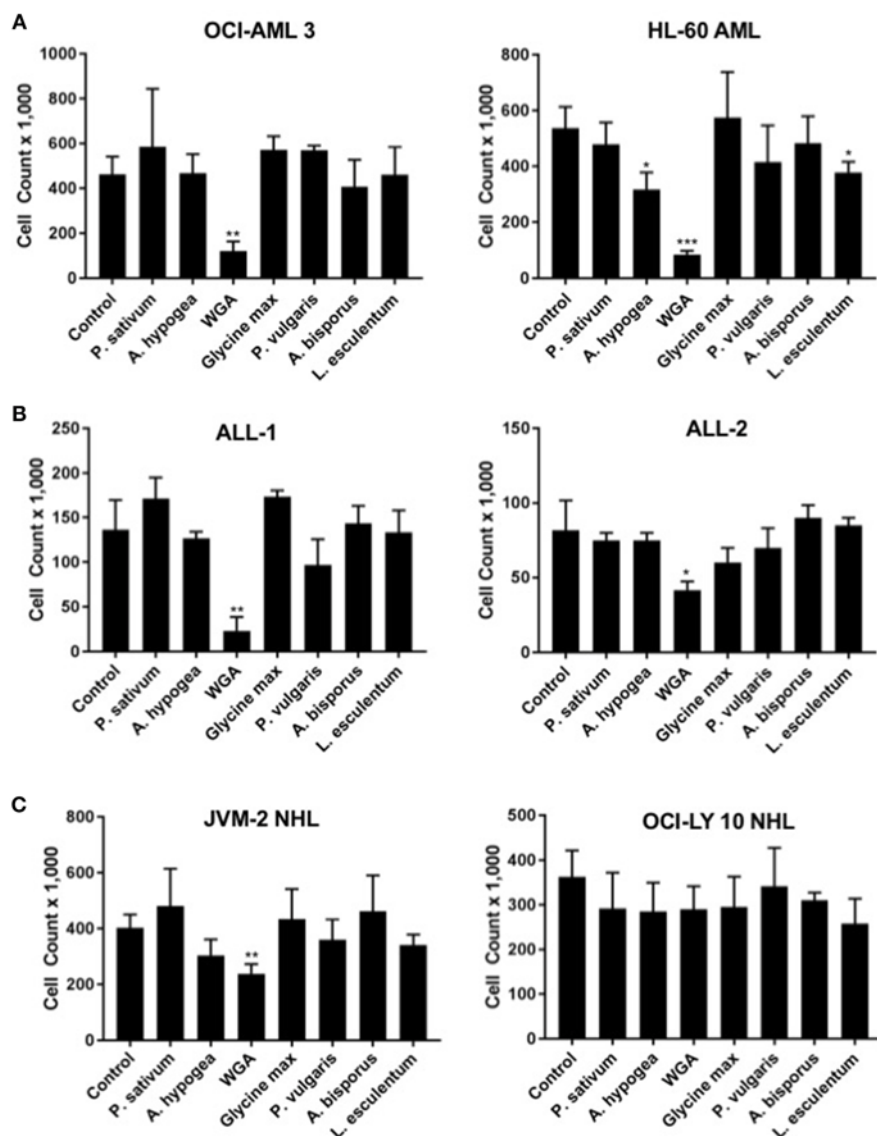 A
OCI-AML 3
Cell Count x 1,000
1000
800
600
400
200
0
**
Control
P. sativum
A. hypogea
WGA
Glycine max
P. vulgaris
A. bisporus
L. esculentum
HL-60 AML
Cell Count x 1,000
800
600
400
200
0
*
***
*
Control
P. sativum
A. hypogea
WGA
Glycine max
P. vulgaris
A. bisporus
L. esculentum
B
ALL-1
Cell Count x 1,000
250
200
150
100
50
0
**
Control
P. sativum
A. hypogea
WGA
Glycine max
P. vulgaris
A. bisporus
L. esculentum
ALL-2
Cell Count x 1,000
150
100
50
0
*
Control
P. sativum
A. hypogea
WGA
Glycine max
P. vulgaris
A. bisporus
L. esculentum
C
JVM-2 NHL
Cell Count x 1,000
800
600
400
200
0
**
Control
P. sativum
A. hypogea
WGA
Glycine max
P. vulgaris
A. bisporus
L. esculentum
OCI-LY 10 NHL
Cell Count x 1,000
500
400
300
200
100
0
Control
P. sativum
A. hypogea
WGA
Glycine max
P. vulgaris
A. bisporus
L. esculentum